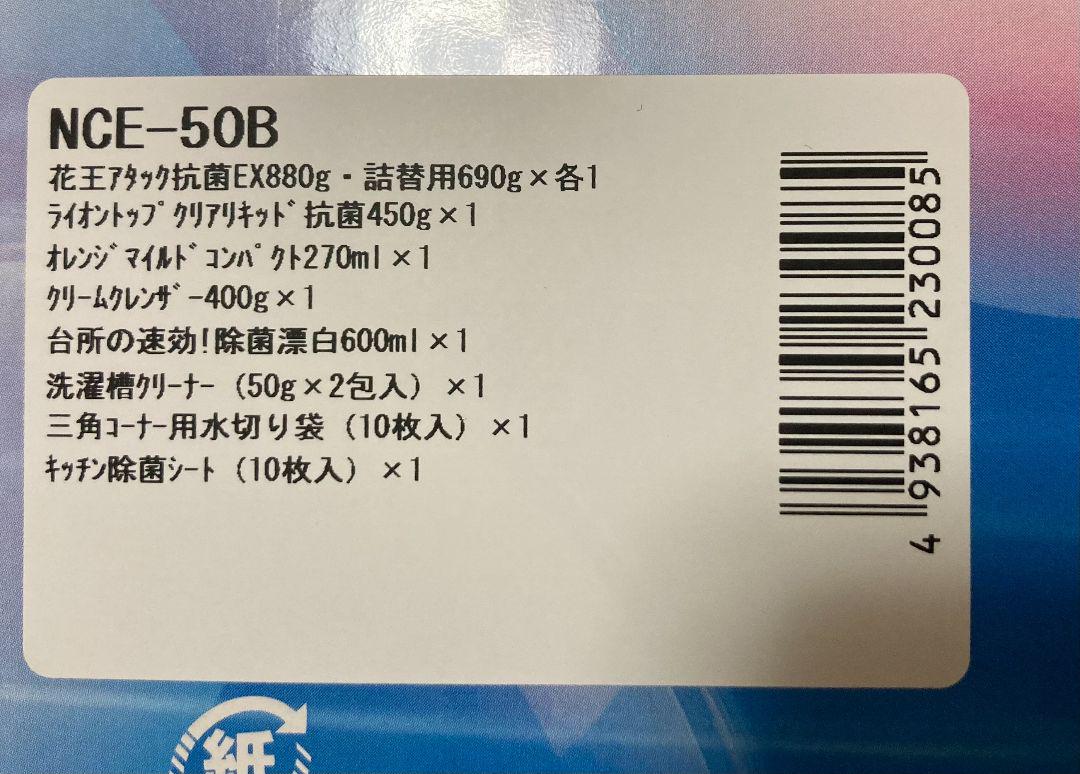 NCE-50B
花王ｱﾀｯｸ抗菌EX880g・詰替用690g×各1
ﾗｲｵﾝﾄｯﾌﾟｸﾘｱﾘｷｯﾄﾞ抗菌450g×1
ｵﾚﾝｼﾞﾏｲﾙﾄﾞｺﾝﾊﾟｸﾄ270ml×1
ｸﾘｰﾑｸﾚﾝｻﾞｰ400g×1
台所の速効!除菌漂白600ml×1
洗濯槽ｸﾘｰﾅｰ（50g×2包入）×1
三角ｺｰﾅｰ用水切り袋（10枚入）×1
ｷｯﾁﾝ除菌ｼｰﾄ（10枚入）×1
4938165230085
紙